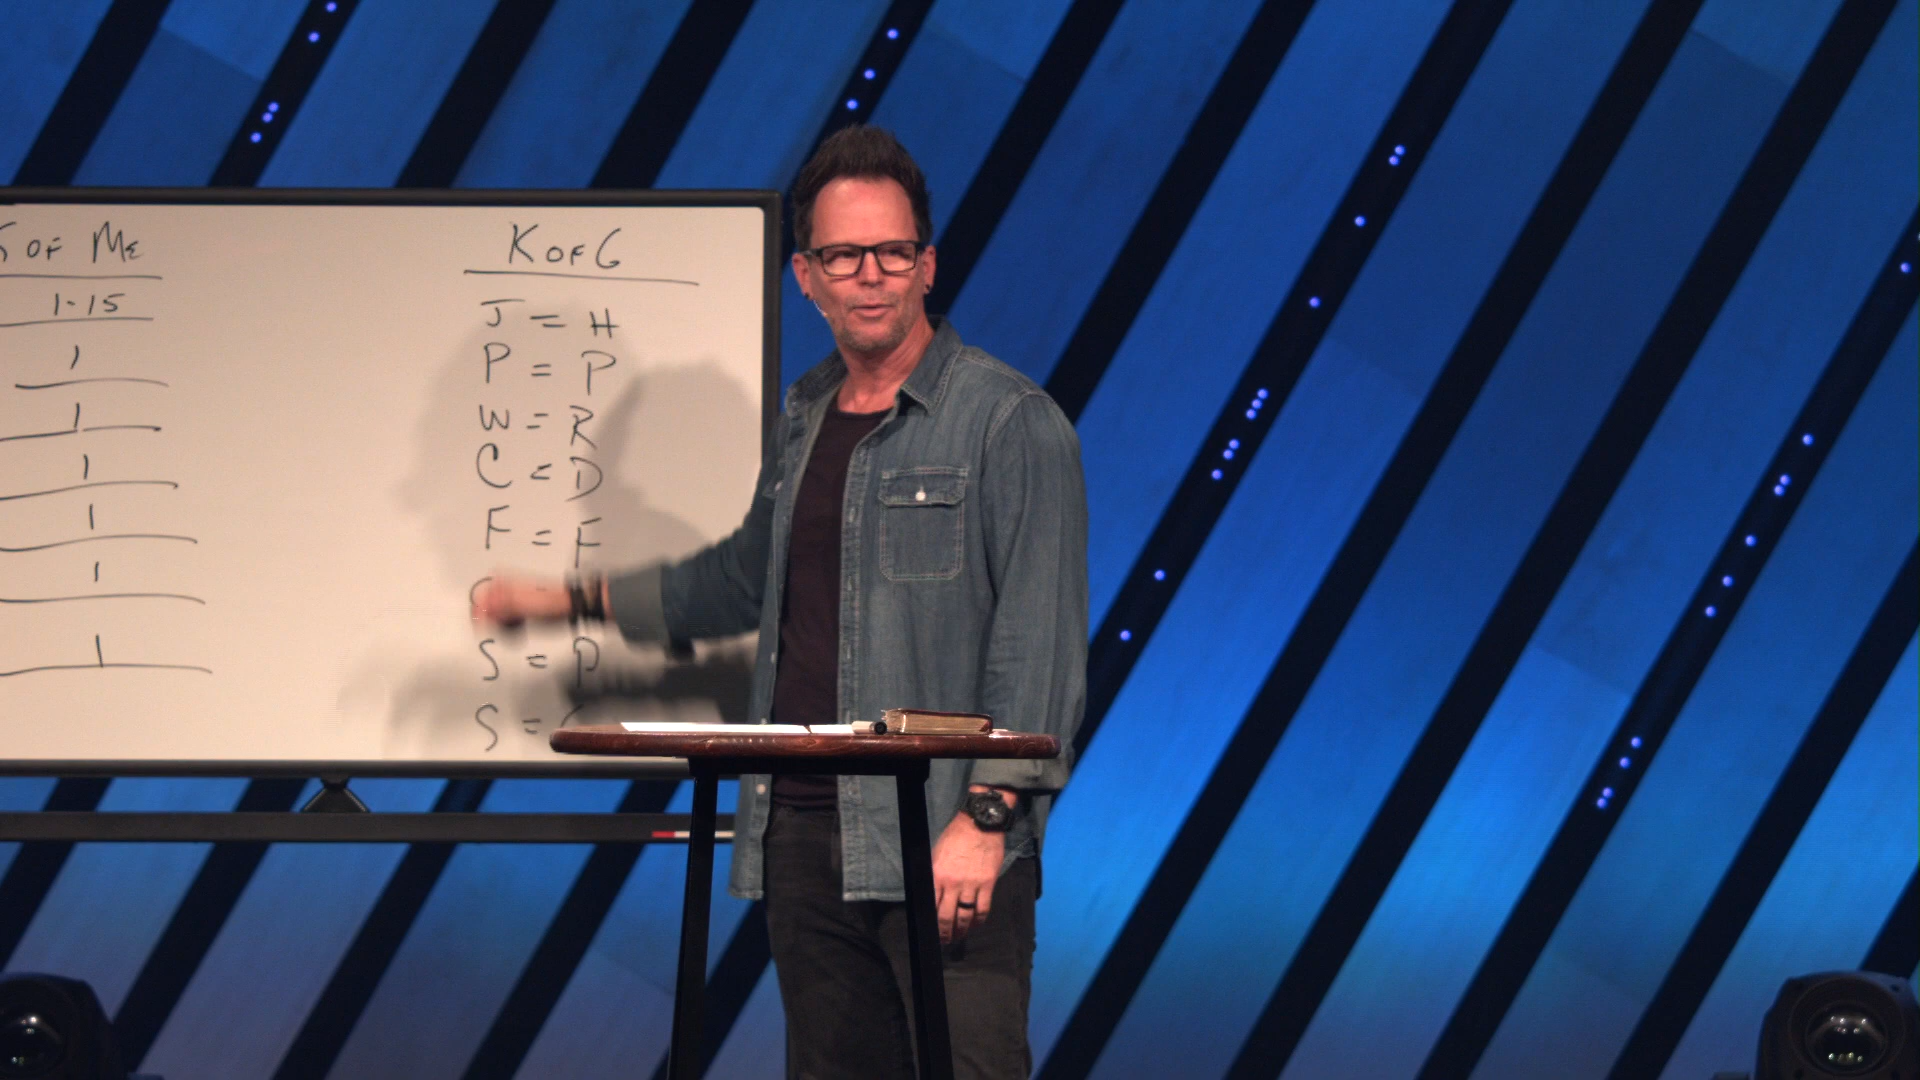 OF ME
1-15
1
1
1
1
1
1
K OF G
J = H
P = P
W = R
C = D
F = F
S = P
S =